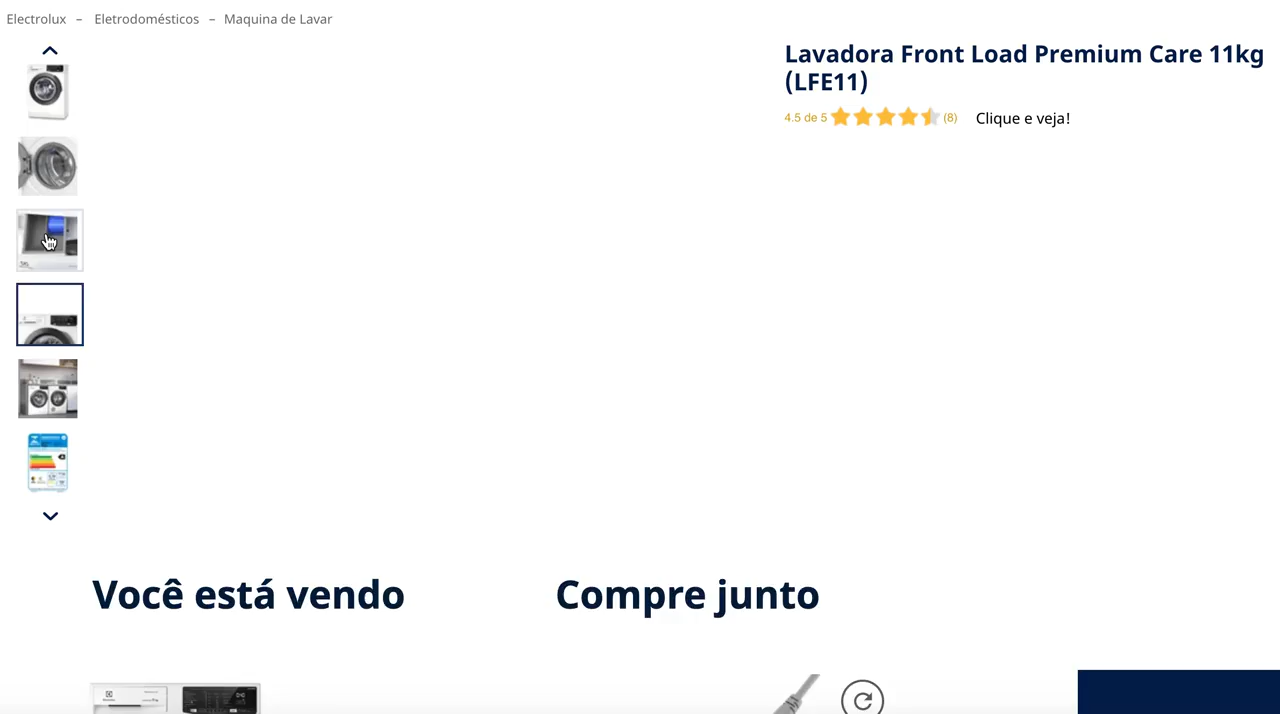 Electrolux – Eletrodomésticos – Maquina de Lavar
Lavadora Front Load Premium Care 11kg
(LFE11)
4.5 de 5 (8) Clique e veja!
Você está vendo
Compre junto